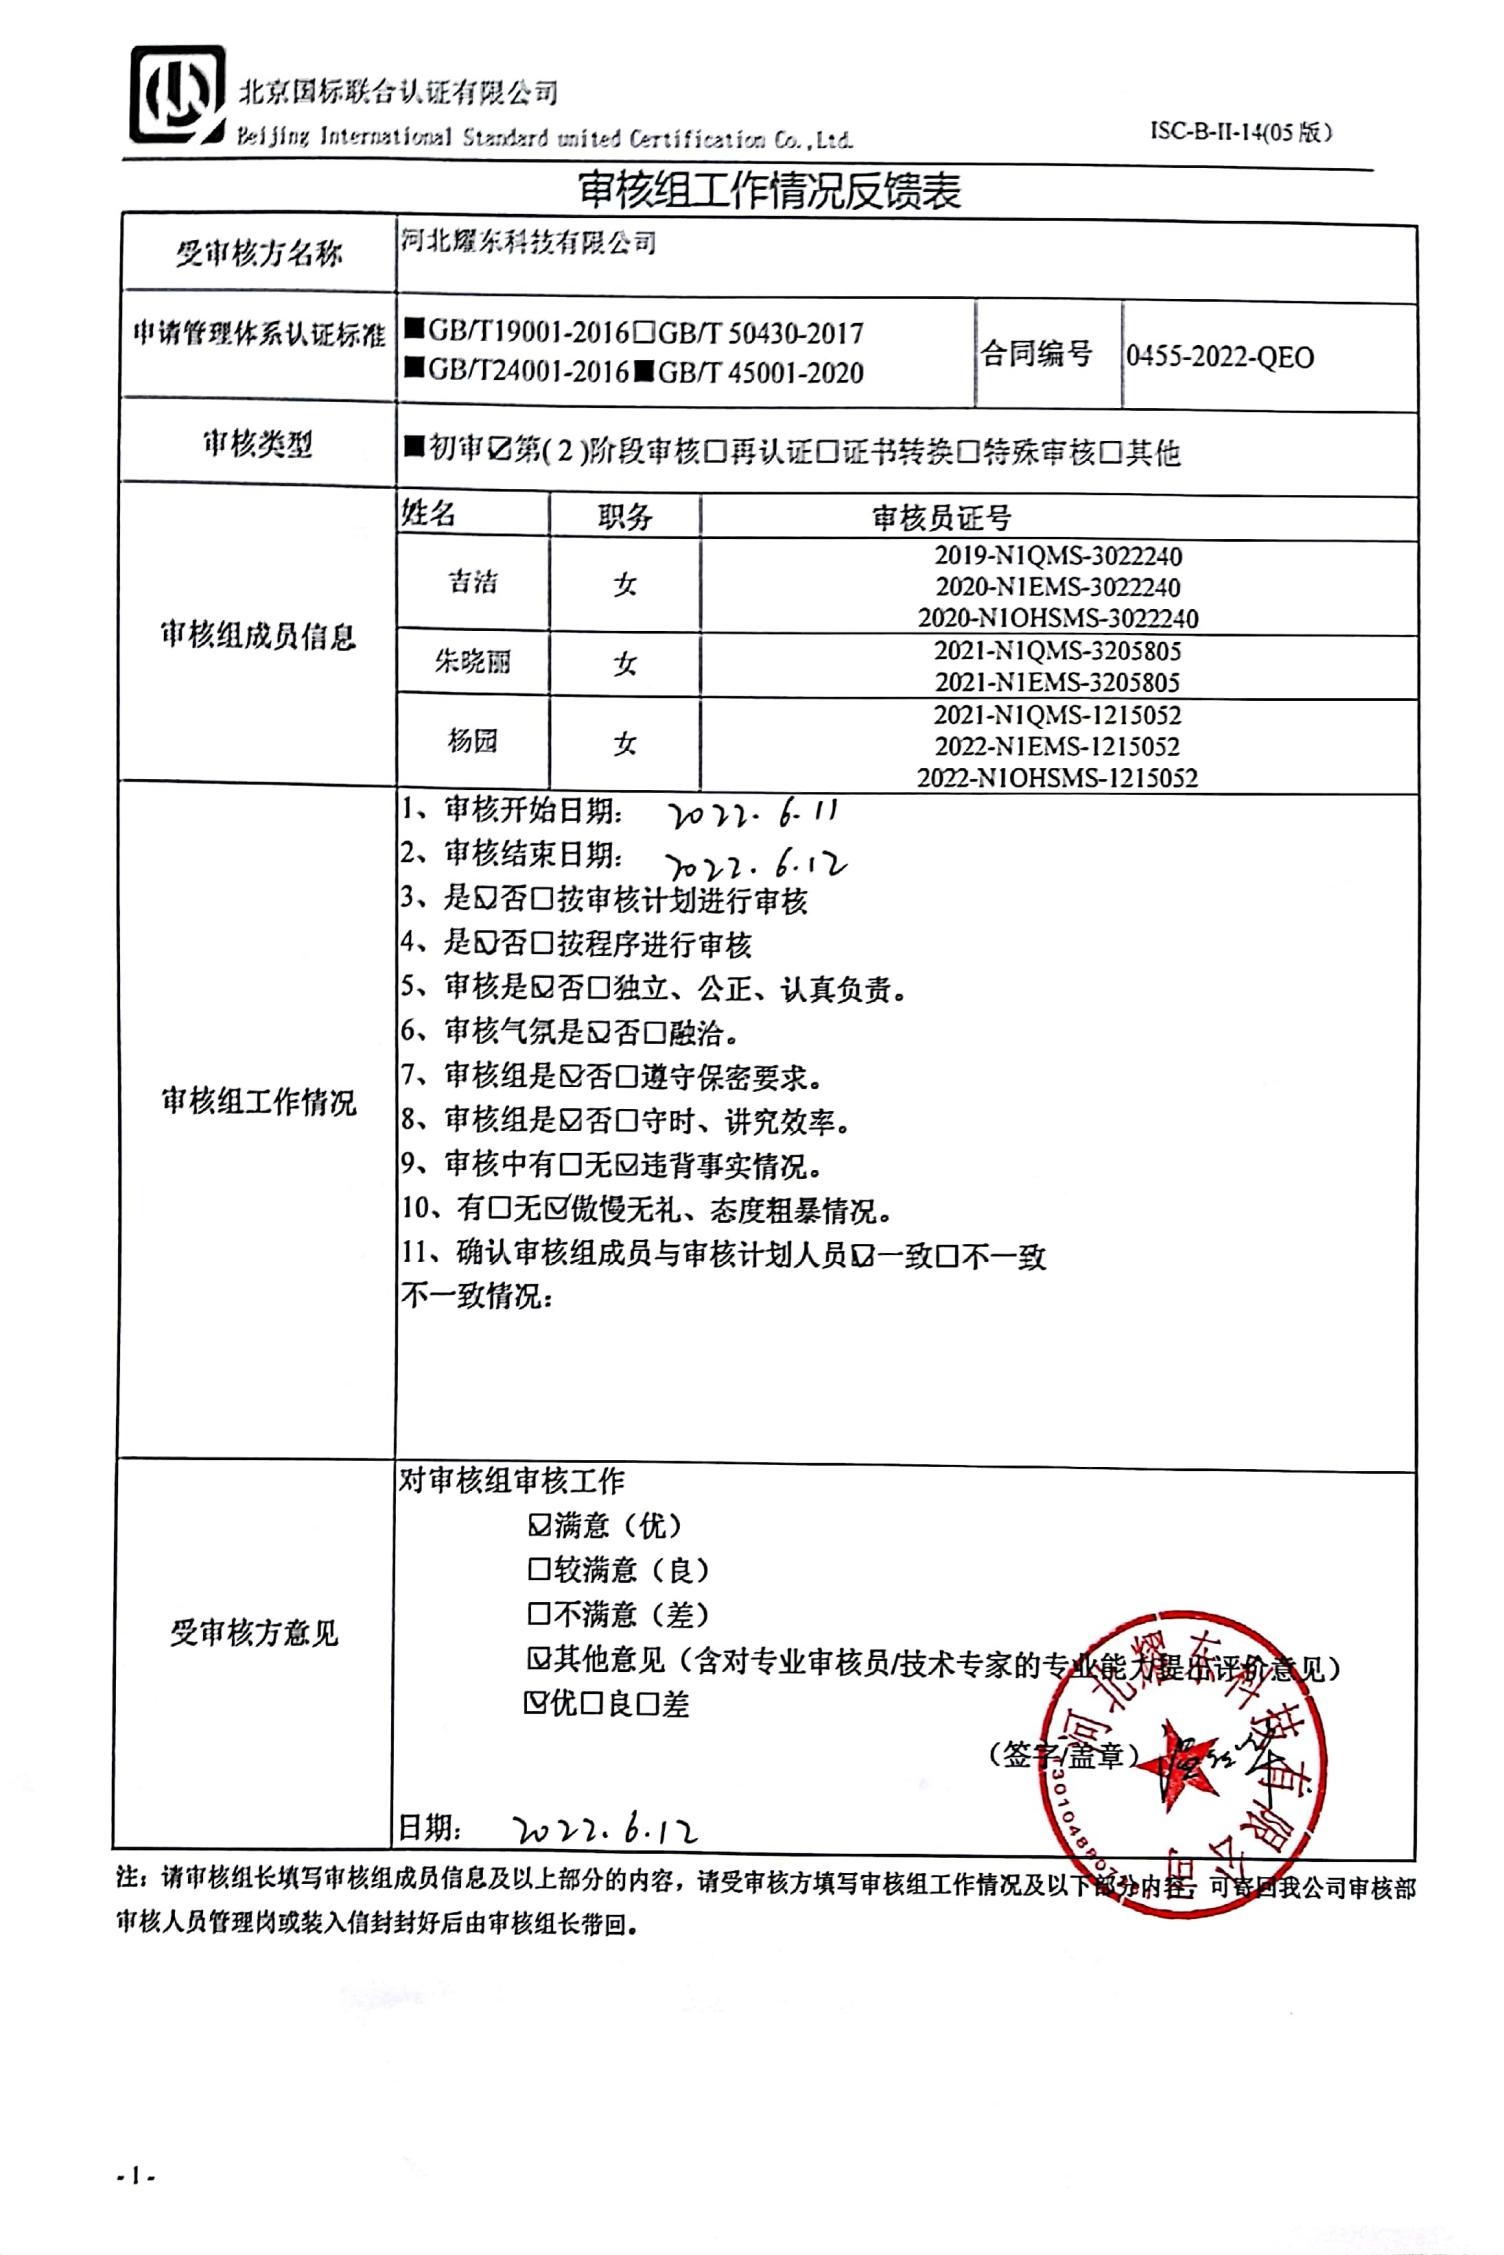 北京国标联合认证有限公司
Beijing International Standard united Certification Co.,Ltd.
ISC-B-II-14(05 版)
审核组工作情况反馈表
受审核方名称
河北耀东科技有限公司
申请管理体系认证标准
■GB/T19001-2016□GB/T 50430-2017
■GB/T24001-2016■GB/T 45001-2020
合同编号
0455-2022-QEO
审核类型
■初审☑第(2)阶段审核□再认证□证书转换□特殊审核□其他
审核组成员信息
姓名 职务 审核员证号
吉洁 女
2019-N1QMS-3022240
2020-N1EMS-3022240
2020-N1OHSMS-3022240
朱晓丽 女
2021-N1QMS-3205805
2021-N1EMS-3205805
杨园 女
2021-N1QMS-1215052
2022-N1EMS-1215052
2022-N1OHSMS-1215052
审核组工作情况
1、审核开始日期： 2022.6.11
2、审核结束日期： 2022.6.12
3、是☑否□按审核计划进行审核
4、是☑否□按程序进行审核
5、审核是☑否□独立、公正、认真负责。
6、审核气氛是☑否□融洽。
7、审核组是☑否□遵守保密要求。
8、审核组是☑否□守时、讲究效率。
9、审核中有□无☑违背事实情况。
10、有□无☑傲慢无礼、态度粗暴情况。
11、确认审核组成员与审核计划人员☑一致□不一致
不一致情况：
受审核方意见
对审核组审核工作
☑满意（优）
□较满意（良）
□不满意（差）
☑其他意见（含对专业审核员/技术专家的专业能力提出评价意见）
☑优□良□差
（签字/盖章）
河北耀东科技有限公司
日期： 2022.6.12
注：请审核组长填写审核组成员信息及以上部分的内容，请受审核方填写审核组工作情况及以下部分内容，可寄回我公司审核部
审核人员管理岗或装入信封封好后由审核组长带回。
-1-